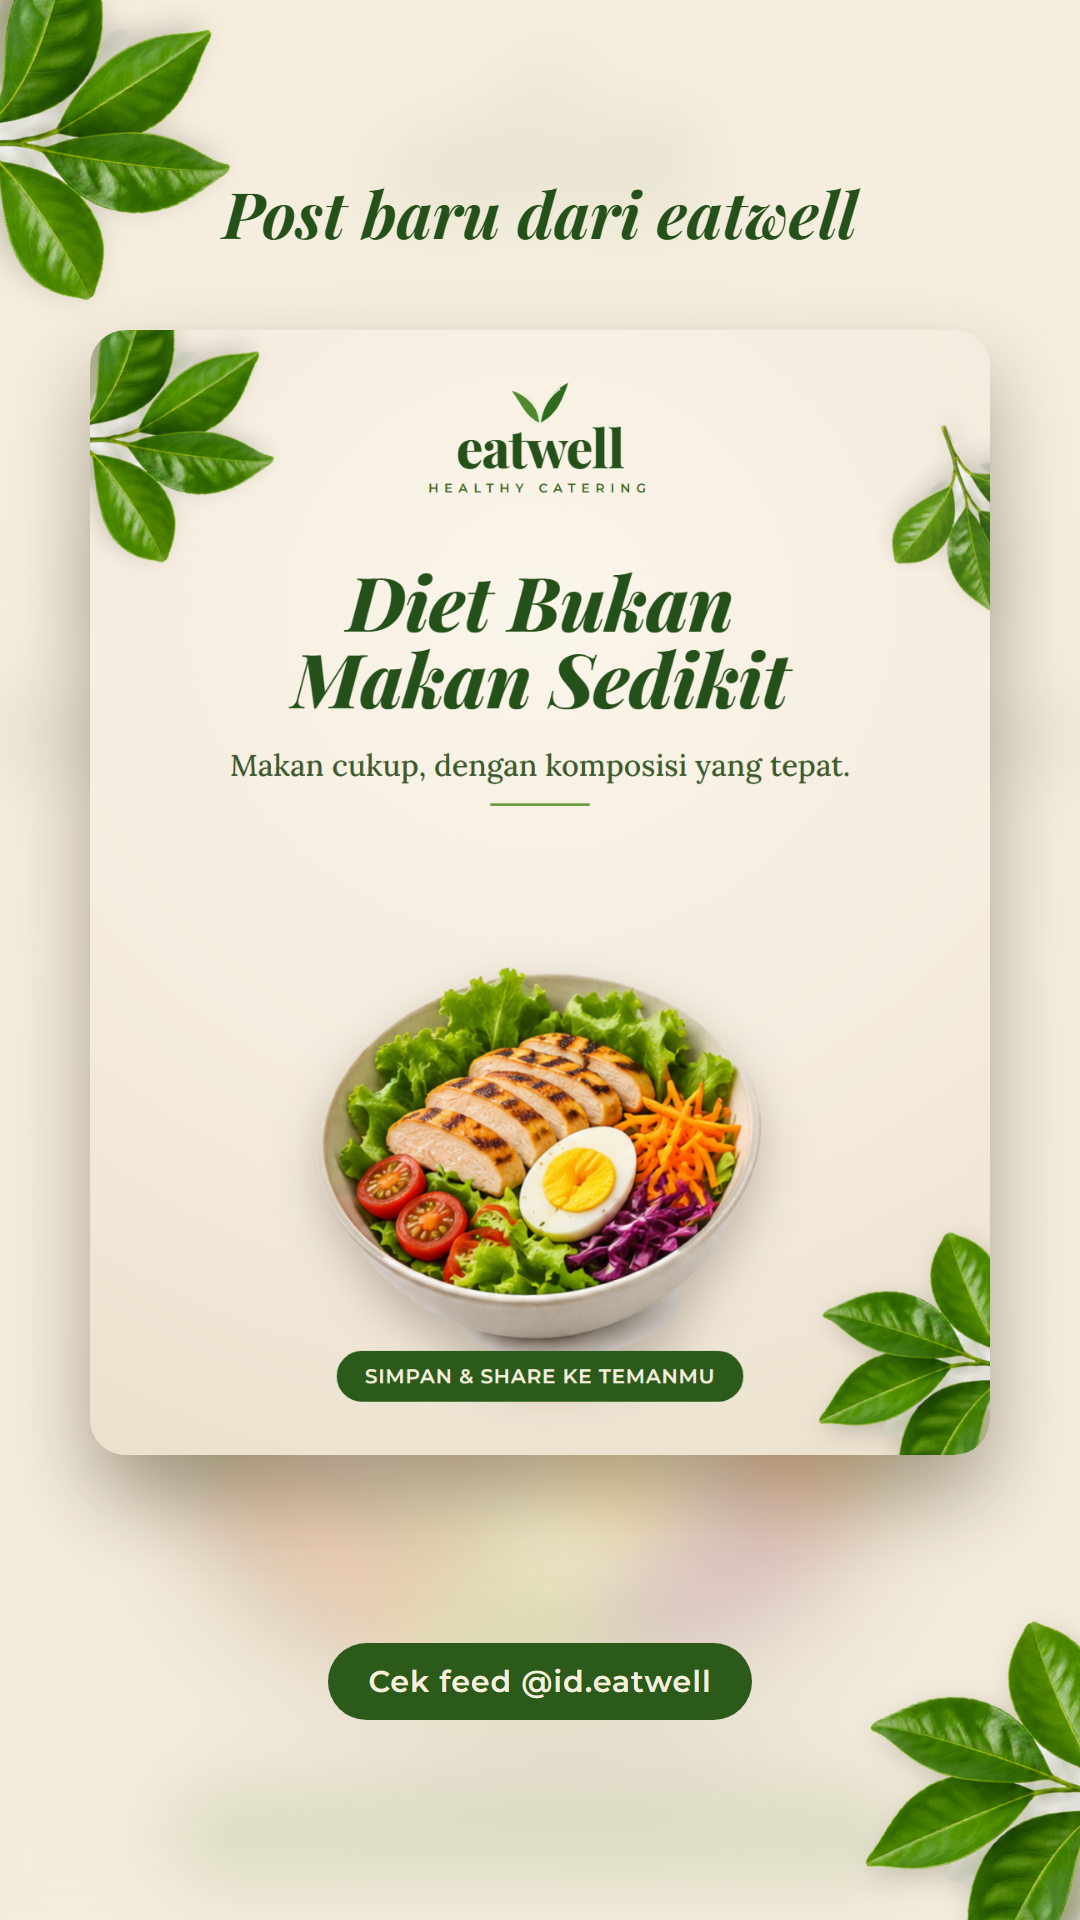 Post baru dari eatwell
eatwell
HEALTHY CATERING
Diet Bukan
Makan Sedikit
Makan cukup, dengan komposisi yang tepat.
SIMPAN & SHARE KE TEMANMU
Cek feed @id.eatwell